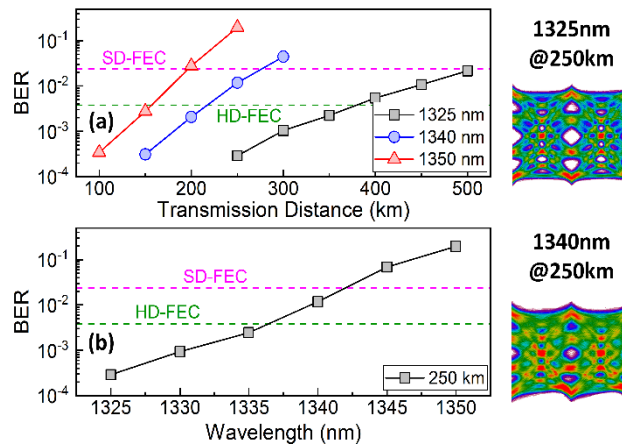 SD-FEC
HD-FEC
(a)
1325 nm
1340 nm
1350 nm
BER
10⁻¹
10⁻²
10⁻³
10⁻⁴
100 150 200 250 300 350 400 450 500
Transmission Distance (km)
1325nm
@250km
SD-FEC
HD-FEC
(b)
250 km
BER
10⁻¹
10⁻²
10⁻³
10⁻⁴
1325 1330 1335 1340 1345 1350
Wavelength (nm)
1340nm
@250km